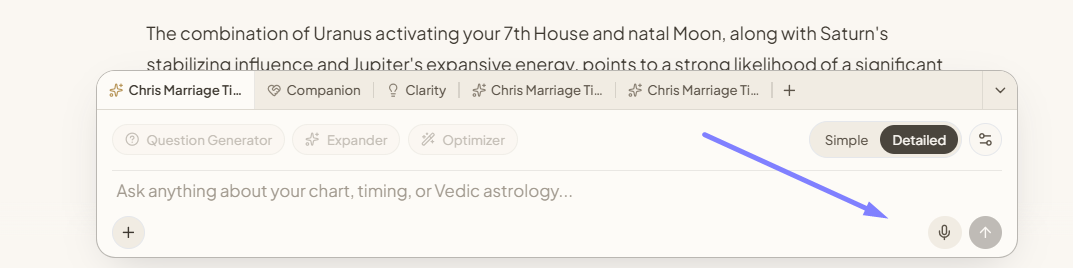 The combination of Uranus activating your 7th House and natal Moon, along with Saturn's
stabilizing influence and Jupiter's expansive energy, points to a strong likelihood of a significant
Chris Marriage Ti... Companion Clarity Chris Marriage Ti... Chris Marriage Ti...
Question Generator Expander Optimizer Simple Detailed
Ask anything about your chart, timing, or Vedic astrology...